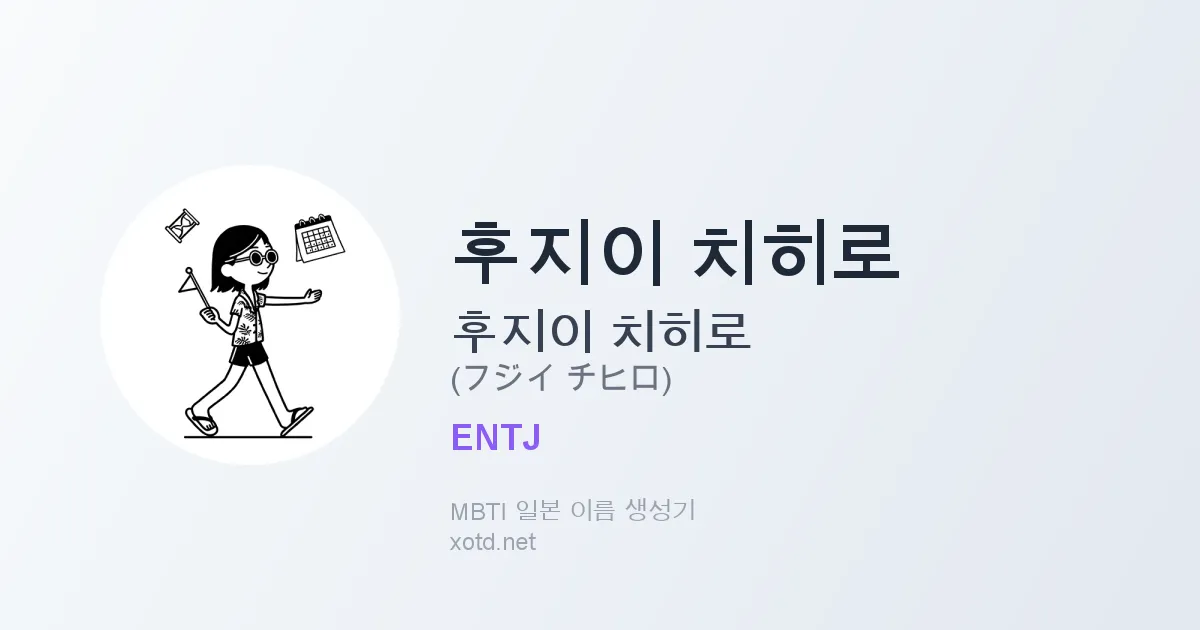 후지이 치히로
후지이 치히로
(フジイ チヒロ)
ENTJ
MBTI 일본 이름 생성기
xotd.net